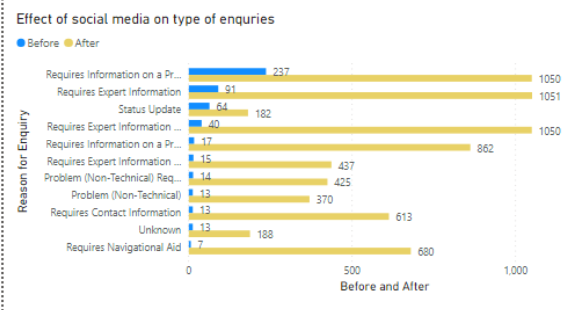 Effect of social media on type of enquries
Before After
Reason for Enquiry
Requires Information on a Pr... 237 1050
Requires Expert Information 91 1051
Status Update 64 182
Requires Expert Information ... 40 1050
Requires Information on a Pr... 17 862
Requires Expert Information ... 15 437
Problem (Non-Technical) Req... 14 425
Problem (Non-Technical) 13 370
Requires Contact Information 13 613
Unknown 13 188
Requires Navigational Aid 7 680
0 500 1,000
Before and After